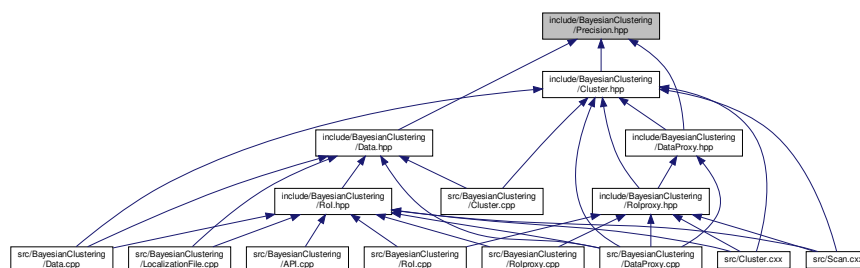 include/BayesianClustering
/Precision.hpp
include/BayesianClustering
/Cluster.hpp
include/BayesianClustering
/Data.hpp
include/BayesianClustering
/DataProxy.hpp
include/BayesianClustering
/RoI.hpp
src/BayesianClustering
/Cluster.cpp
include/BayesianClustering
/RoIproxy.hpp
src/BayesianClustering
/Data.cpp
src/BayesianClustering
/LocalizationFile.cpp
src/BayesianClustering
/API.cpp
src/BayesianClustering
/RoI.cpp
src/BayesianClustering
/RoIproxy.cpp
src/BayesianClustering
/DataProxy.cpp
src/Cluster.cxx
src/Scan.cxx